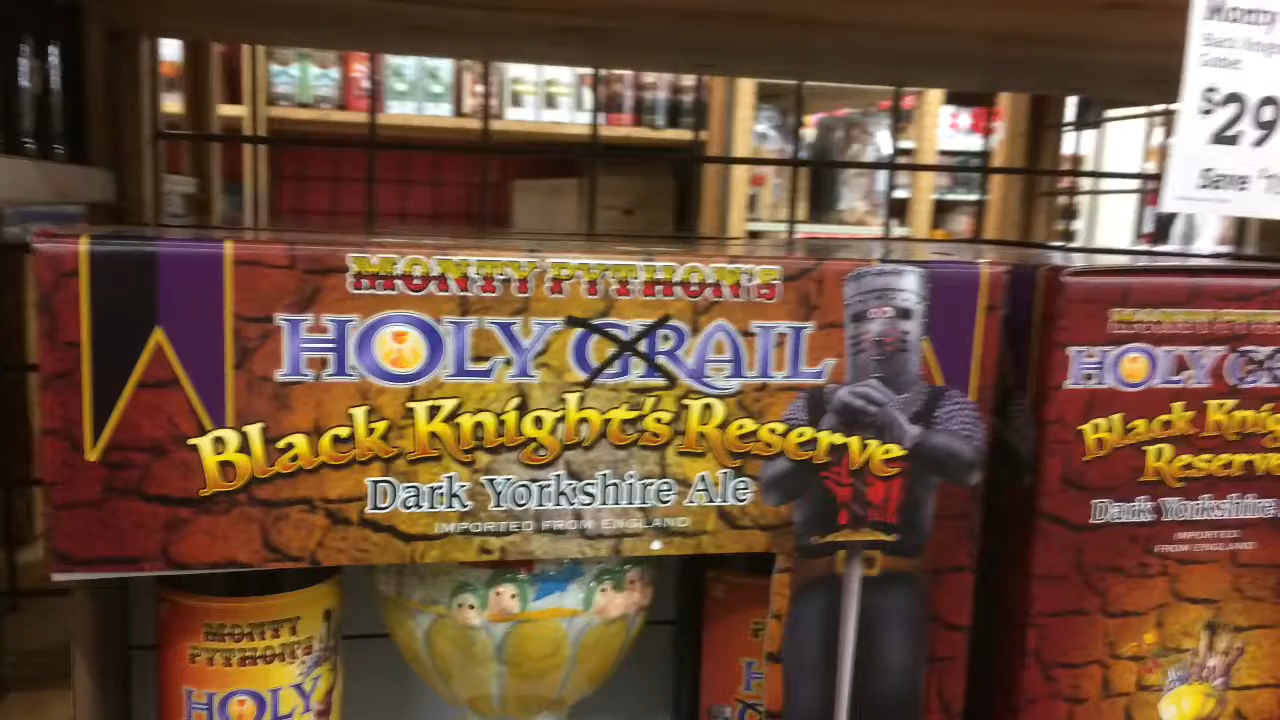 $29
Save
MONTY PYTHON'S
HOLY GRAIL
Black Knight's Reserve
Dark Yorkshire Ale
IMPORTED FROM ENGLAND
MONTY PYTHON'S
HOLY
HOLY
Black
Reserve
Dark Yorkshire
IMPORTED
FROM ENGLAND